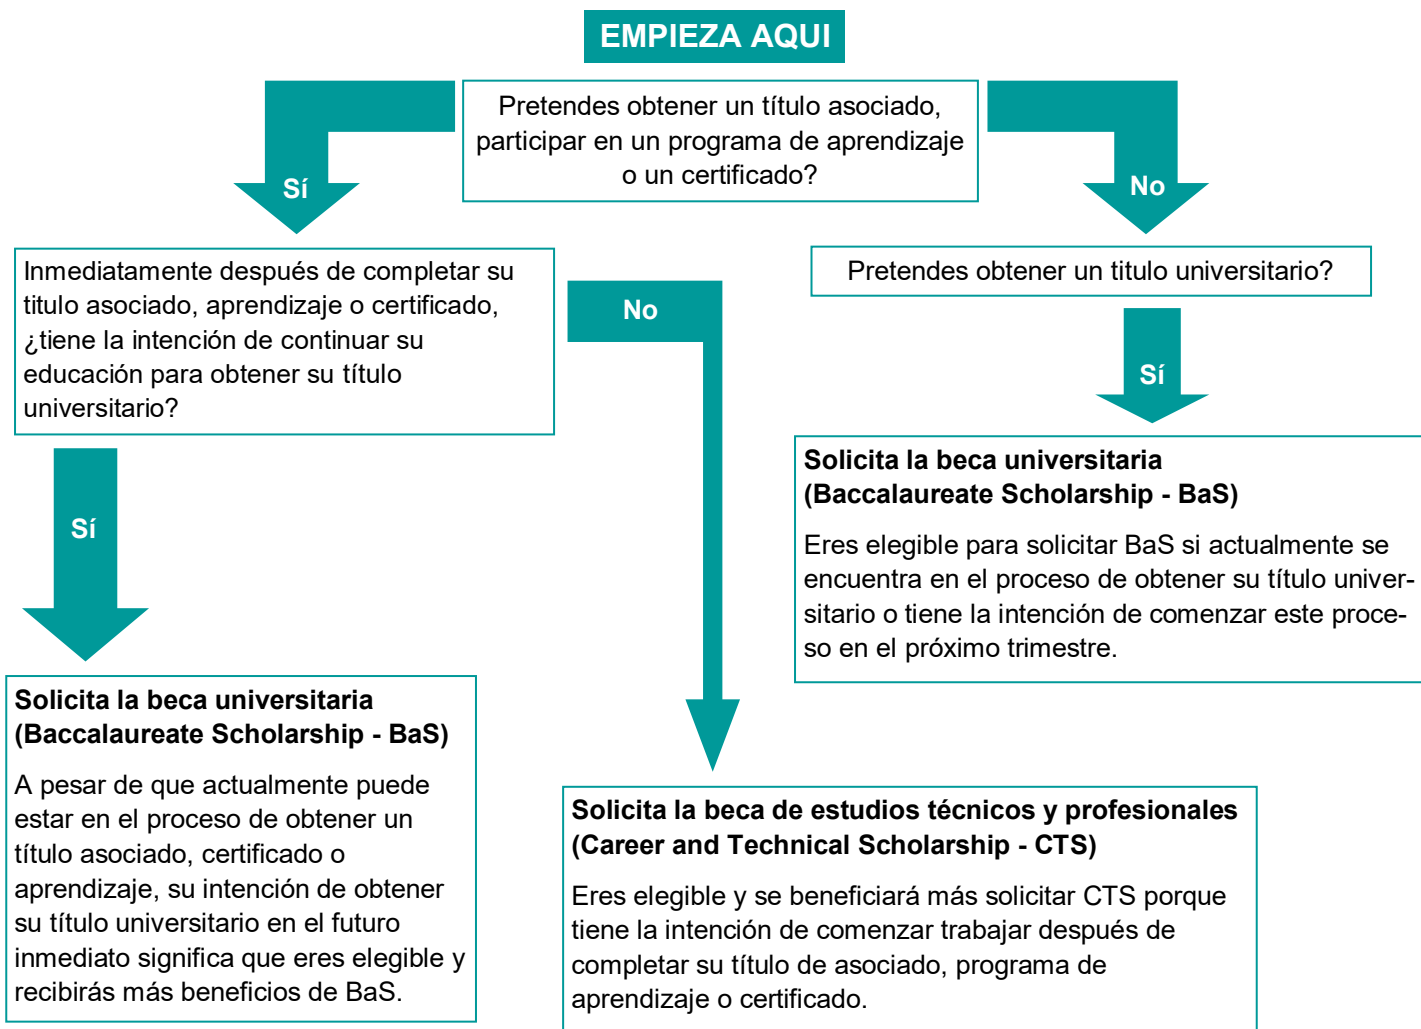 EMPIEZA AQUI
Pretendes obtener un título asociado,
participar en un programa de aprendizaje
o un certificado?
Sí
No
Inmediatamente después de completar su
titulo asociado, aprendizaje o certificado,
¿tiene la intención de continuar su
educación para obtener su título
universitario?
No
Pretendes obtener un titulo universitario?
Sí
Sí
Solicita la beca universitaria
(Baccalaureate Scholarship - BaS)
Eres elegible para solicitar BaS si actualmente se
encuentra en el proceso de obtener su título univer-
sitario o tiene la intención de comenzar este proce-
so en el próximo trimestre.
Solicita la beca universitaria
(Baccalaureate Scholarship - BaS)
A pesar de que actualmente puede
estar en el proceso de obtener un
título asociado, certificado o
aprendizaje, su intención de obtener
su título universitario en el futuro
inmediato significa que eres elegible y
recibirás más beneficios de BaS.
Solicita la beca de estudios técnicos y profesionales
(Career and Technical Scholarship - CTS)
Eres elegible y se beneficiará más solicitar CTS porque
tiene la intención de comenzar trabajar después de
completar su título de asociado, programa de
aprendizaje o certificado.